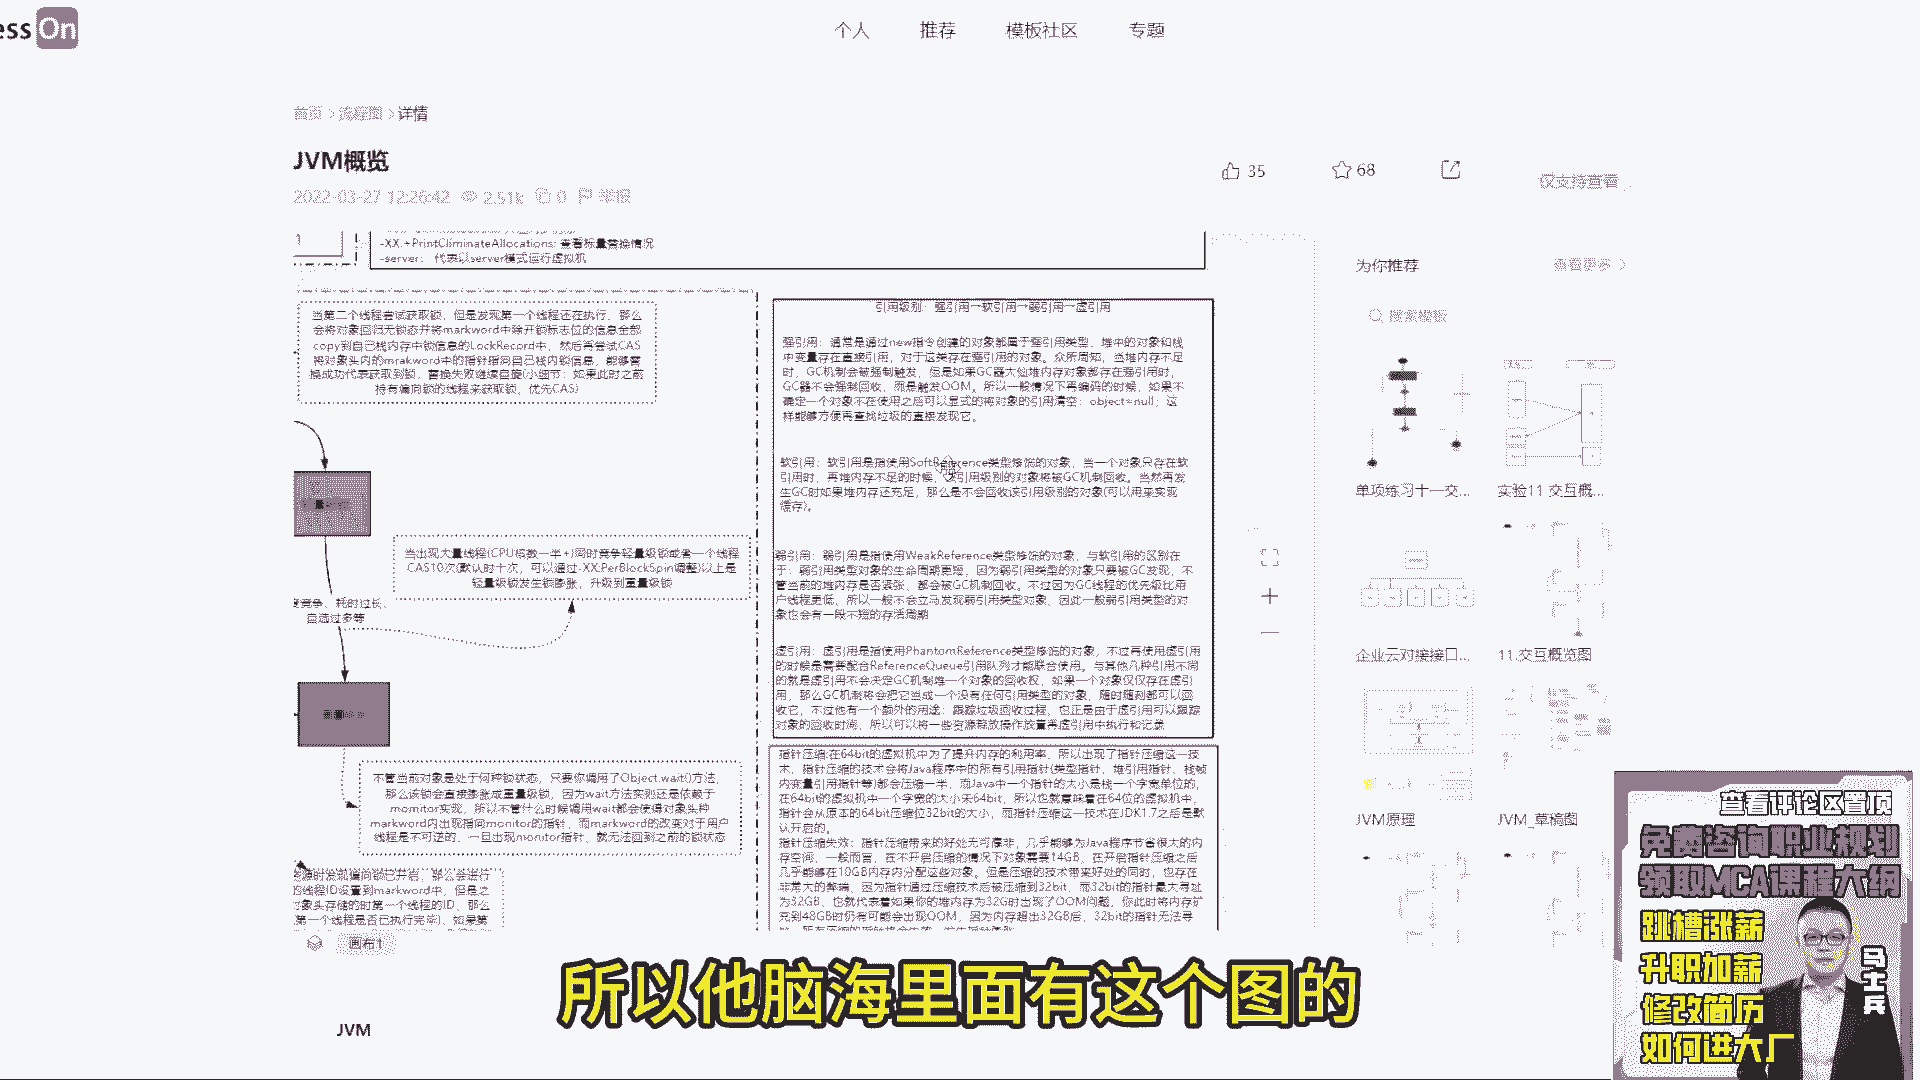 ess On
个人 推荐 模板社区 专题
首页 > 流程图 > 详情
JVM概览
2022-03-27 12:26:42 2.51k 0 举报
35 68
仅支持查看
1
-XX:+PrintCliminateAllocations: 查看标量替换情况
-server: 代表以server模式运行虚拟机
当第二个线程尝试获取锁，但是发现第一个线程还在执行，那么
会将对象回归无锁态并将markword中除开锁标志位的信息全部
copy到自己栈内存中锁信息的LockRecord中，然后再尝试CAS
将对象头内的mrakword中的指针指向自己栈内锁信息，能够替
换成功代表获取到锁，替换失败继续自旋(小细节：如果此时之前
持有偏向锁的线程来获取锁，优先CAS)
当出现大量线程(CPU核数一半+)同时竞争轻量级锁或者一个线程
CAS10次(默认时十次，可以通过-XX:PerBlockSpin调整)以上是
轻量级锁发生锁膨胀，升级到重量级锁
竞争、耗时过长、
自选过多等
不管当前对象是处于何种锁状态，只要你调用了Object.wait()方法，
那么该锁会直接膨胀成重量级锁，因为wait方法实现还是依赖于
momitor实现，所以不管什么时候调用wait都会使得对象头种
markword内出现指向monitor的指针，而markword的改变对于用户
线程是不可逆的，一旦出现monitor指针，就无法回到之前的锁状态
源时发现偏向锁已开启，那么会进行
的线程ID设置到markword中，但是之
对象头存储的时第一个线程的ID，那么
第一个线程是否已执行完毕)，如果第
引用级别：强引用→软引用→弱引用→虚引用
强引用：通常是通过new指令创建的对象都属于强引用类型，堆中的对象和栈
中变量存在直接引用，对于这类存在强引用的对象。众所周知，当堆内存不足
时，GC机制会被强制触发，但是如果GC器大仙堆内存对象都存在强引用时，
GC器不会强制回收，而是触发OOM。所以一般情况下再编码的时候，如果不
确定一个对象不在使用之后可以显式的将对象的引用清空：object=null；这
样能够方便再查找垃圾的直接发现它。
软引用：软引用是指使用SoftReference类型修饰的对象，当一个对象只存在软
引用时，再堆内存不足的时候，该引用级别的对象将被GC机制回收。当然再发
生GC时如果堆内存还充足，那么是不会回收该引用级别的对象(可以用来实现
缓存)。
弱引用：弱引用是指使用WeakReference类型修饰的对象，与软引用的区别在
于：弱引用类型对象的生命周期更短，因为弱引用类型的对象只要被GC发现，不
管当前的堆内存是否紧张，都会被GC机制回收。不过因为GC线程的优先级比用
户线程更低，所以一般不会立马发现弱引用类型对象，因此一般弱引用类型的对
象也会有一段不短的存活周期
虚引用：虚引用是指使用PhantomReference类型修饰的对象，不过再使用虚引用
的时候是需要配合ReferenceQueue引用队列才能联合使用。与其他几种引用不同
的就是虚引用不会决定GC机制堆一个对象的回收权，如果一个对象仅仅存在虚引
用，那么GC机制将会把它当成一个没有任何引用类型的对象，随时随刻都可以回
收它，不过他有一个额外的用途：跟踪垃圾回收过程，也正是由于虚引用可以跟踪
对象的回收时间，所以可以将一些资源释放操作放置再虚引用中执行和记录
指针压缩:在64bit的虚拟机中为了提升内存的利用率，所以出现了指针压缩这一技
术，指针压缩的技术会将Java程序中的所有引用指针(类型指针，堆引用指针、栈帧
内变量引用指针等)都会压缩一半，而Java中一个指针的大小是栈一个字宽单位的，
在64bit的虚拟机中一个字宽的大小未64bit，所以也就意味着在64位的虚拟机中，
指针会从原本的64bit压缩位32bit的大小，而指针压缩这一技术在JDK1.7之后是默
认开启的。
指针压缩失效：指针压缩带来的好处无可厚非，几乎能够为Java程序节省很大的内
存空间，一般而言，在不开启压缩的情况下对象需要14GB，在开启指针压缩之后
几乎能够在10GB内存内分配这些对象。但是压缩的技术带来好处的同时，也存在
非常大的弊端，因为指针通过压缩技术后被压缩到32bit，而32bit的指针最大寻址
为32GB，也就代表着如果你的堆内存为32G时出现了OOM问题，你此时将内存扩
充到48GB时仍有可能会出现OOM，因为内存超出32GB后，32bit的指针无法寻
为你推荐 查看更多 >
搜索模板
单项练习十一交...
实验11 交互概...
企业云对接接口...
11.交互概览图
JVM原理
JVM_草稿图
画布1
JVM
所以他脑海里面有这个图的
查看评论区置顶
免费咨询职业规划
领取MCA课程大纲
跳槽涨薪
升职加薪
修改简历
如何进大厂
马士兵